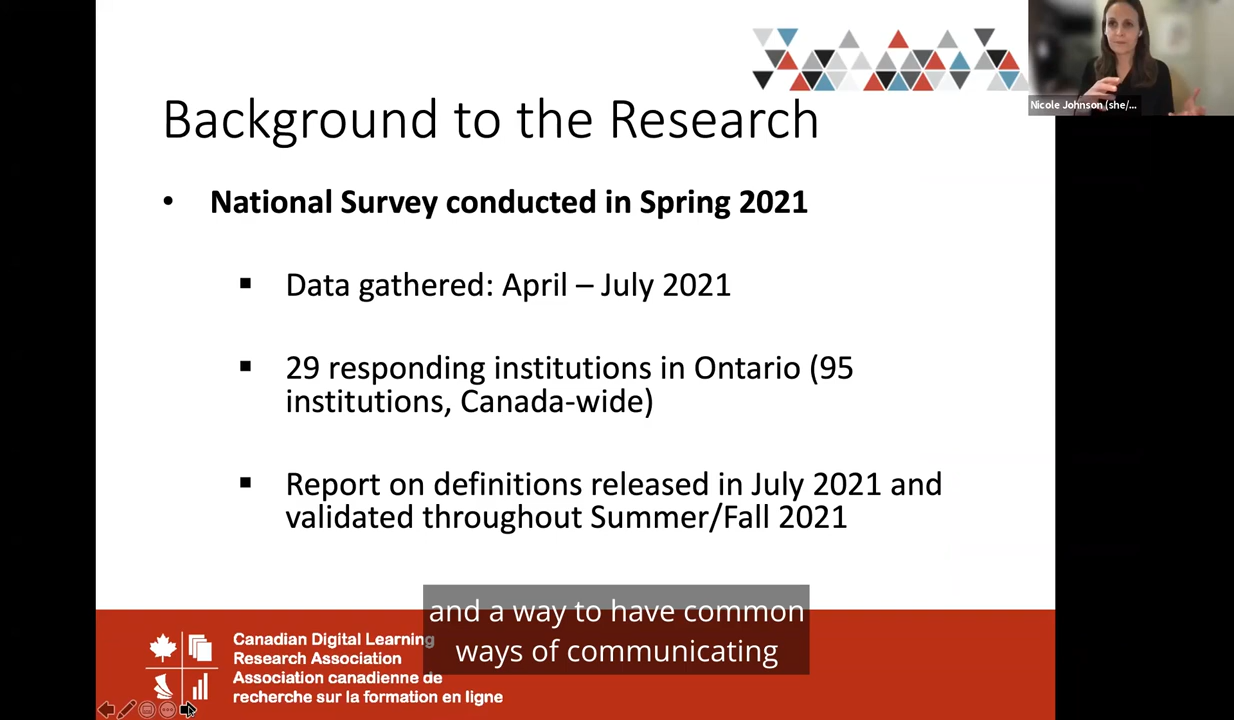 Nicole Johnson (she/...
Background to the Research
• National Survey conducted in Spring 2021
▪ Data gathered: April – July 2021
▪ 29 responding institutions in Ontario (95
institutions, Canada-wide)
▪ Report on definitions released in July 2021 and
validated throughout Summer/Fall 2021
and a way to have common
ways of communicating
Canadian Digital Learning
Research Association
Association canadienne de
recherche sur la formation en ligne